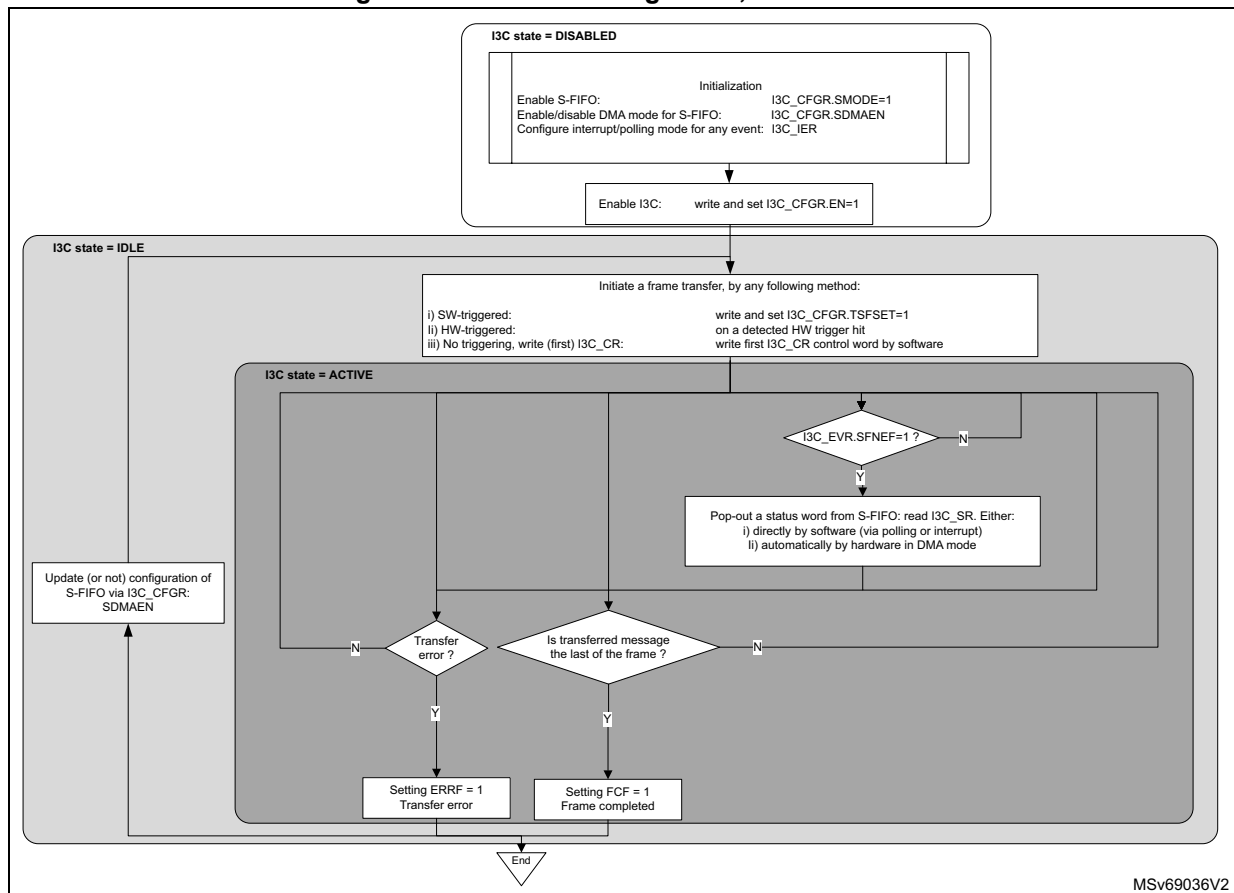 I3C state = DISABLED
Initialization
Enable S-FIFO: I3C_CFGR.SMODE=1
Enable/disable DMA mode for S-FIFO: I3C_CFGR.SDMAEN
Configure interrupt/polling mode for any event: I3C_IER
Enable I3C: write and set I3C_CFGR.EN=1
I3C state = IDLE
Initiate a frame transfer, by any following method:
i) SW-triggered: write and set I3C_CFGR.TSFSET=1
Ii) HW-triggered: on a detected HW trigger hit
iii) No triggering, write (first) I3C_CR: write first I3C_CR control word by software
I3C state = ACTIVE
I3C_EVR.SFNEF=1 ?
N
Y
Pop-out a status word from S-FIFO: read I3C_SR. Either:
i) directly by software (via polling or interrupt)
Ii) automatically by hardware in DMA mode
Update (or not) configuration of
S-FIFO via I3C_CFGR:
SDMAEN
Transfer
error ?
N
Y
Is transferred message
the last of the frame ?
N
Y
Setting ERRF = 1
Transfer error
Setting FCF = 1
Frame completed
End
MSv69036V2